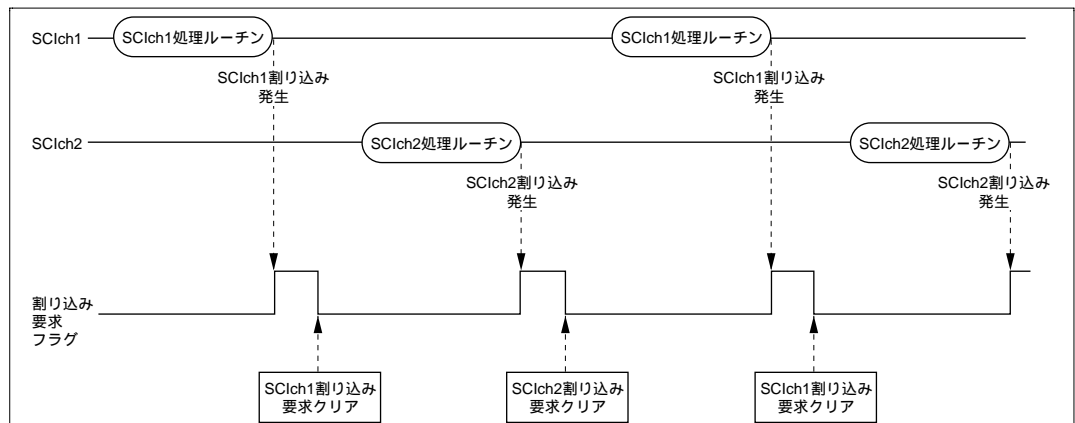 SCIch1
SCIch1処理ルーチン
SCIch1処理ルーチン
SCIch1割り込み
発生
SCIch1割り込み
発生
SCIch2
SCIch2処理ルーチン
SCIch2処理ルーチン
SCIch2割り込み
発生
SCIch2割り込み
発生
割り込み
要求
フラグ
SCIch1割り込み
要求クリア
SCIch2割り込み
要求クリア
SCIch1割り込み
要求クリア